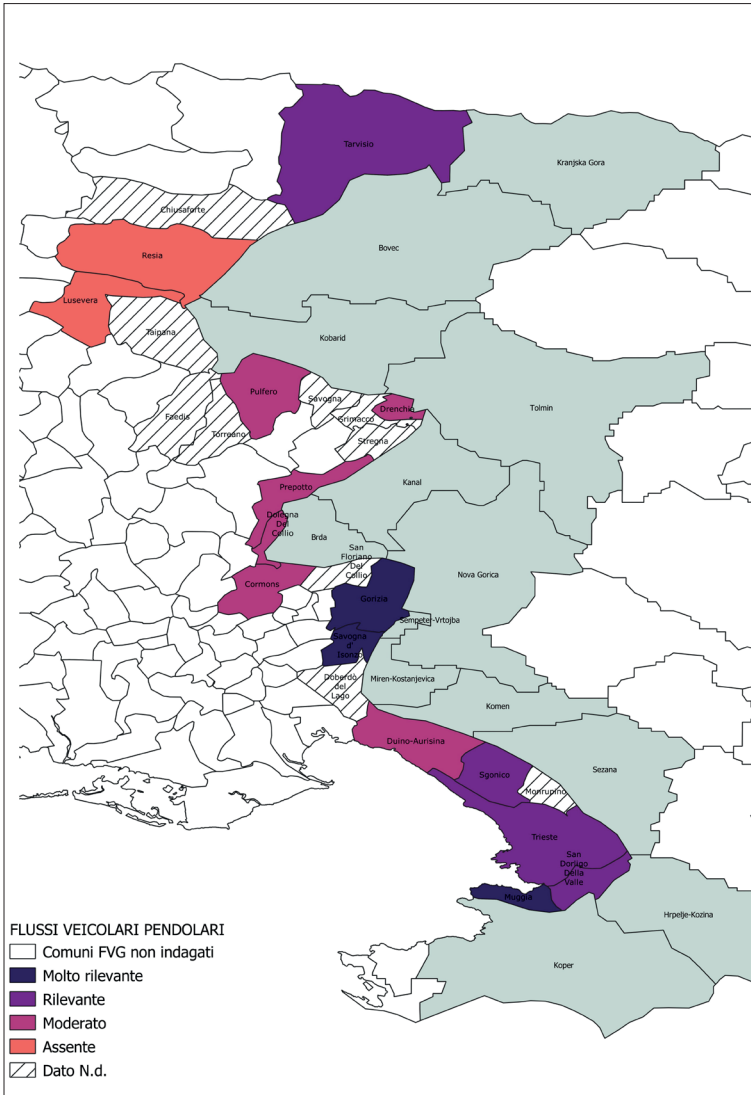 Tarvisio
Kranjska Gora
Chiusaforte
Bovec
Resia
Lusevera
Taipana
Kobarid
Pulfero
Savogna
Drenchia
Tolmin
Faedis
Grimacco
Torreano
Stregna
Prepotto
Kanal
Dolegna
Del
Collio
Brda
San
Floriano
Del
Collio
Nova Gorica
Cormons
Gorizia
Sempeter-Vrtojba
Savogna
d'
Isonzo
Doberdò
del
Lago
Miren-Kostanjevica
Komen
Duino-Aurisina
Sezana
Sgonico
Monrupino
Trieste
San
Dorligo
Della
Valle
Muggia
Hrpelje-Kozina
Koper
FLUSSI VEICOLARI PENDOLARI
Comuni FVG non indagati
Molto rilevante
Rilevante
Moderato
Assente
Dato N.d.